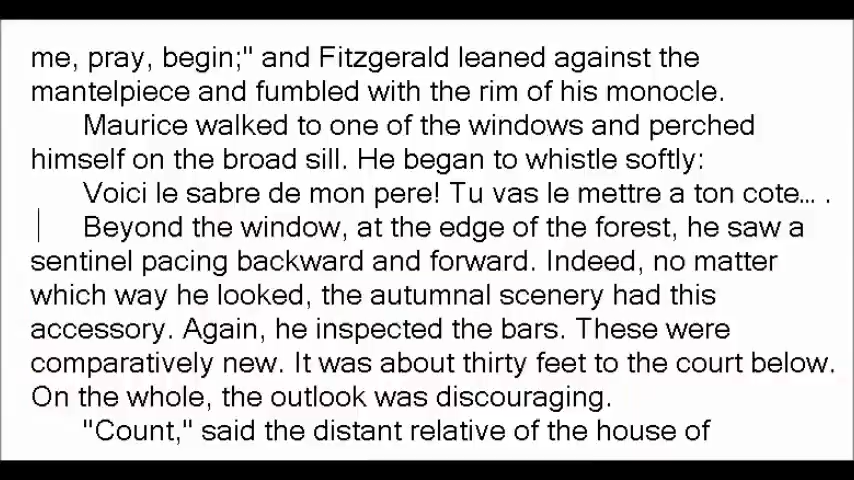 me, pray, begin;" and Fitzgerald leaned against the
mantelpiece and fumbled with the rim of his monocle.
Maurice walked to one of the windows and perched
himself on the broad sill. He began to whistle softly:
Voici le sabre de mon pere! Tu vas le mettre a ton cote... .
Beyond the window, at the edge of the forest, he saw a
sentinel pacing backward and forward. Indeed, no matter
which way he looked, the autumnal scenery had this
accessory. Again, he inspected the bars. These were
comparatively new. It was about thirty feet to the court below.
On the whole, the outlook was discouraging.
"Count," said the distant relative of the house of